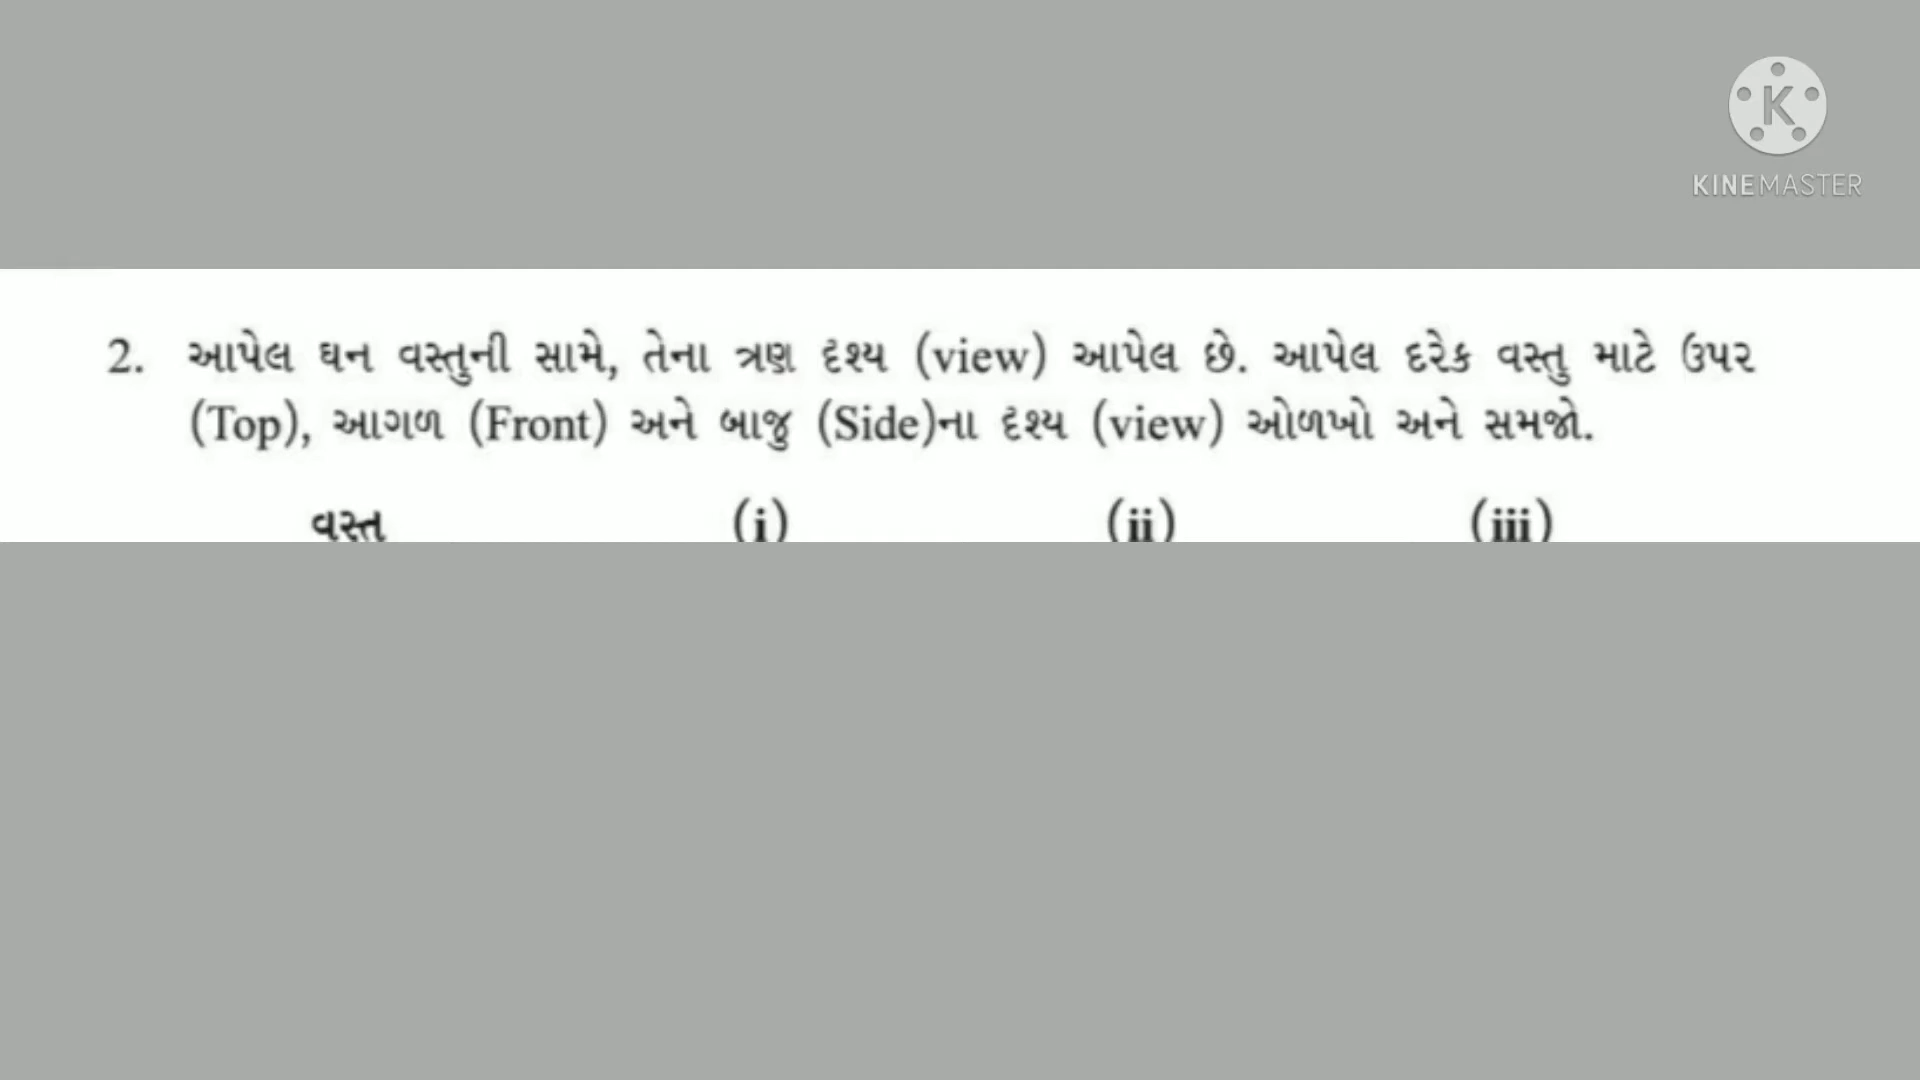 KINEMASTER
2. આપેલ ઘન વસ્તુની સામે, તેના ત્રણ દૃશ્ય (view) આપેલ છે. આપેલ દરેક વસ્તુ માટે ઉપર
(Top), આગળ (Front) અને બાજુ (Side)ના દૃશ્ય (view) ઓળખો અને સમજો.
(i) (ii) (iii)